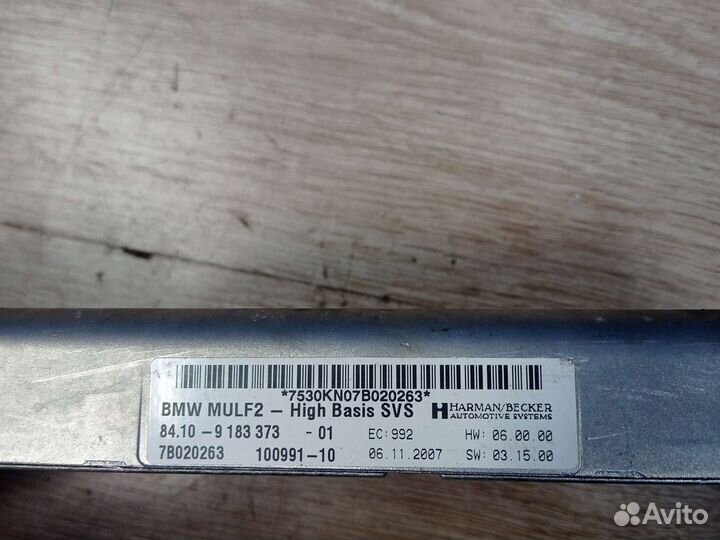 *7530KN07B020263*
BMW MULF2 – High Basis SVS HARMAN/BECKER
AUTOMOTIVE SYSTEMS
84.10 –9 183 373 –01 EC:992 HW: 06.00.00
7B020263 100991–10 06.11.2007 SW: 03.15.00
Avito